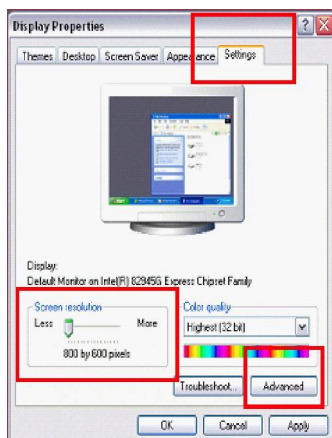 Display Properties
Themes Desktop Screen Saver Appearance Settings
Display:
Default Monitor on Intel(R) 82945G Express Chipset Family
Screen resolution
Less More
800 by 600 pixels
Color quality
Highest (32 bit)
Troubleshoot... Advanced
OK Cancel Apply